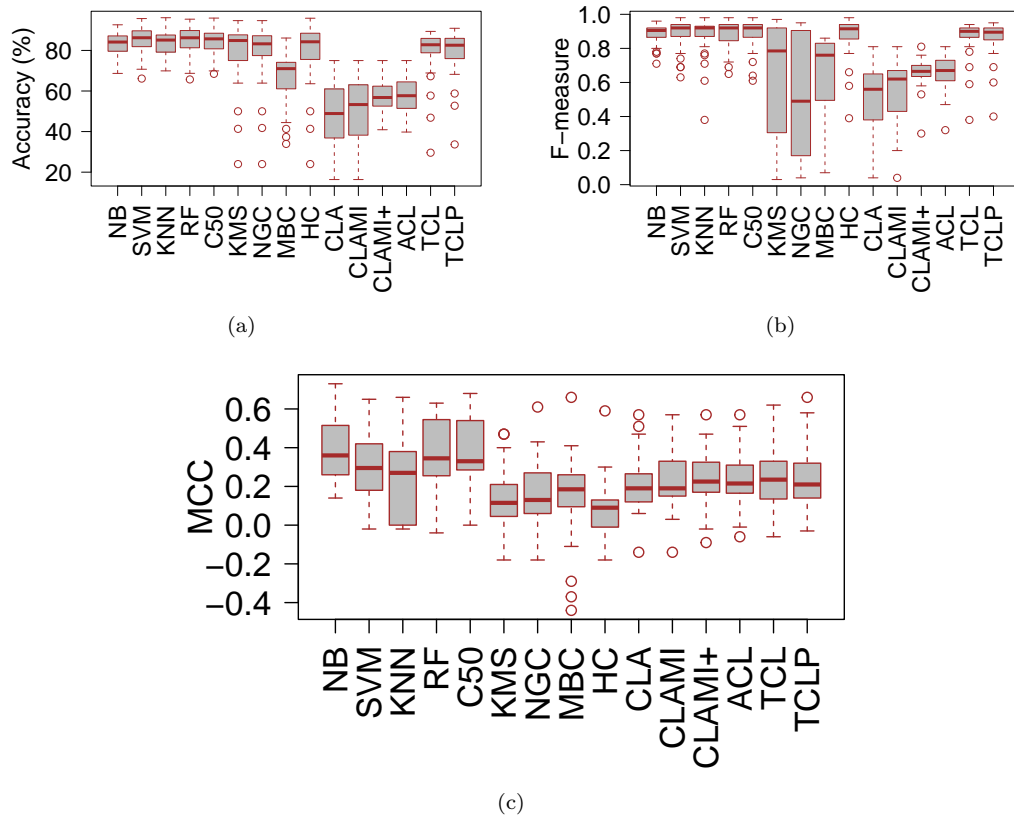 Accuracy (%)
80
60
40
20
NB
SVM
KNN
RF
C50
KMS
NGC
MBC
HC
CLA
CLAMI
CLAMI+
ACL
TCL
TCLP
(a)
F−measure
1.0
0.8
0.6
0.4
0.2
0.0
NB
SVM
KNN
RF
C50
KMS
NGC
MBC
HC
CLA
CLAMI
CLAMI+
ACL
TCL
TCLP
(b)
MCC
0.6
0.4
0.2
0.0
−0.2
−0.4
NB
SVM
KNN
RF
C50
KMS
NGC
MBC
HC
CLA
CLAMI
CLAMI+
ACL
TCL
TCLP
(c)